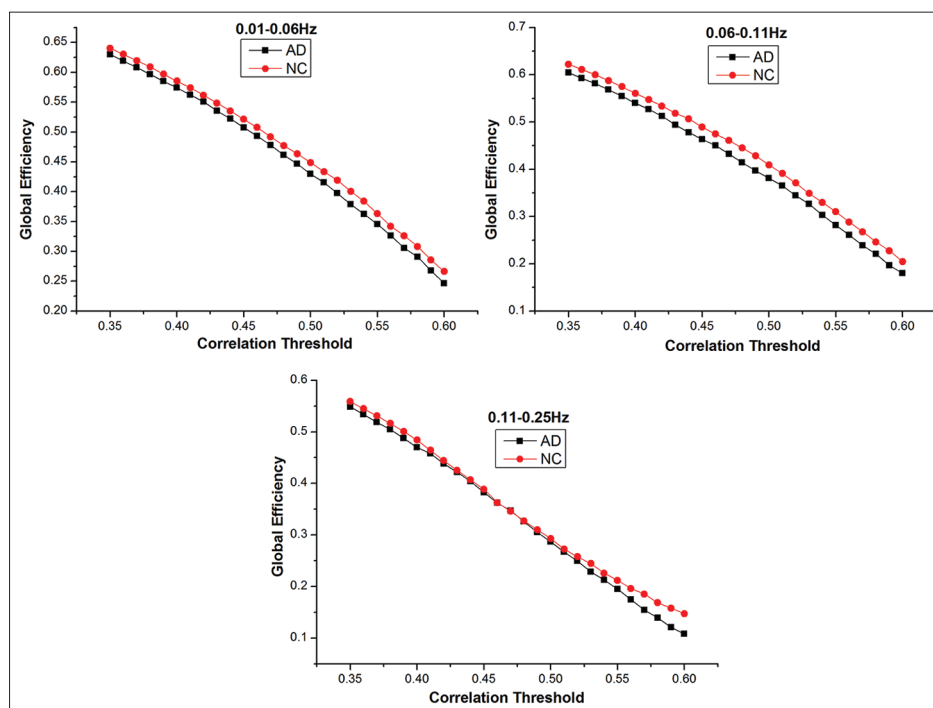 0.01-0.06Hz
AD
NC
0.65
0.60
0.55
0.50
0.45
0.40
0.35
0.30
0.25
0.20
Global Efficiency
0.35 0.40 0.45 0.50 0.55 0.60
Correlation Threshold
0.06-0.11Hz
AD
NC
0.7
0.6
0.5
0.4
0.3
0.2
0.1
Global Efficiency
0.35 0.40 0.45 0.50 0.55 0.60
Correlation Threshold
0.11-0.25Hz
AD
NC
0.6
0.5
0.4
0.3
0.2
0.1
Global Efficiency
0.35 0.40 0.45 0.50 0.55 0.60
Correlation Threshold